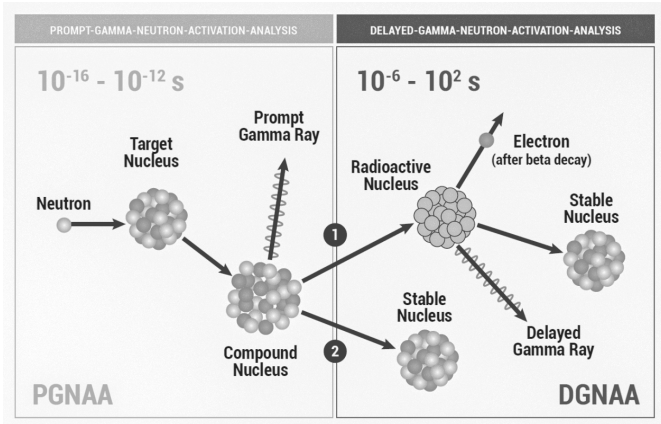 PROMPT-GAMMA-NEUTRON-ACTIVATION-ANALYSIS
DELAYED-GAMMA-NEUTRON-ACTIVATION-ANALYSIS
10⁻¹⁶ - 10⁻¹² s
10⁻⁶ - 10² s
Prompt
Gamma Ray
Target
Nucleus
Neutron
Compound
Nucleus
Electron
(after beta decay)
Radioactive
Nucleus
Stable
Nucleus
1
Stable
Nucleus
2
Delayed
Gamma Ray
PGNAA
DGNAA